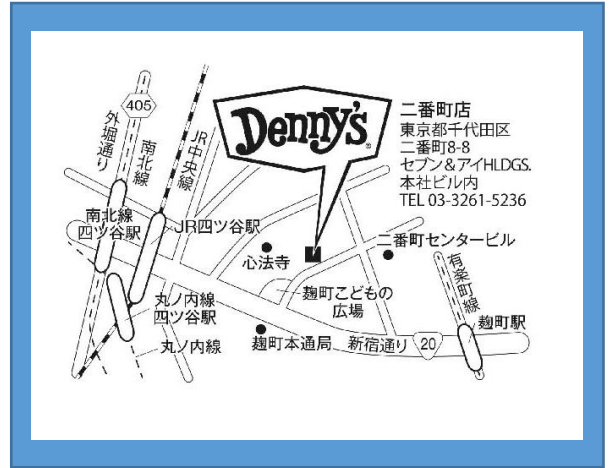 405
外堀通り
南北線
JR中央線
Denny's
二番町店
東京都千代田区
二番町8-8
セブン&アイHLDGS.
本社ビル内
TEL 03-3261-5236
南北線
四ツ谷駅
JR四ツ谷駅
心法寺
二番町センタービル
有楽町線
麹町こどもの
広場
丸ノ内線
四ツ谷駅
丸ノ内線
麹町本通局
新宿通り
20
麹町駅